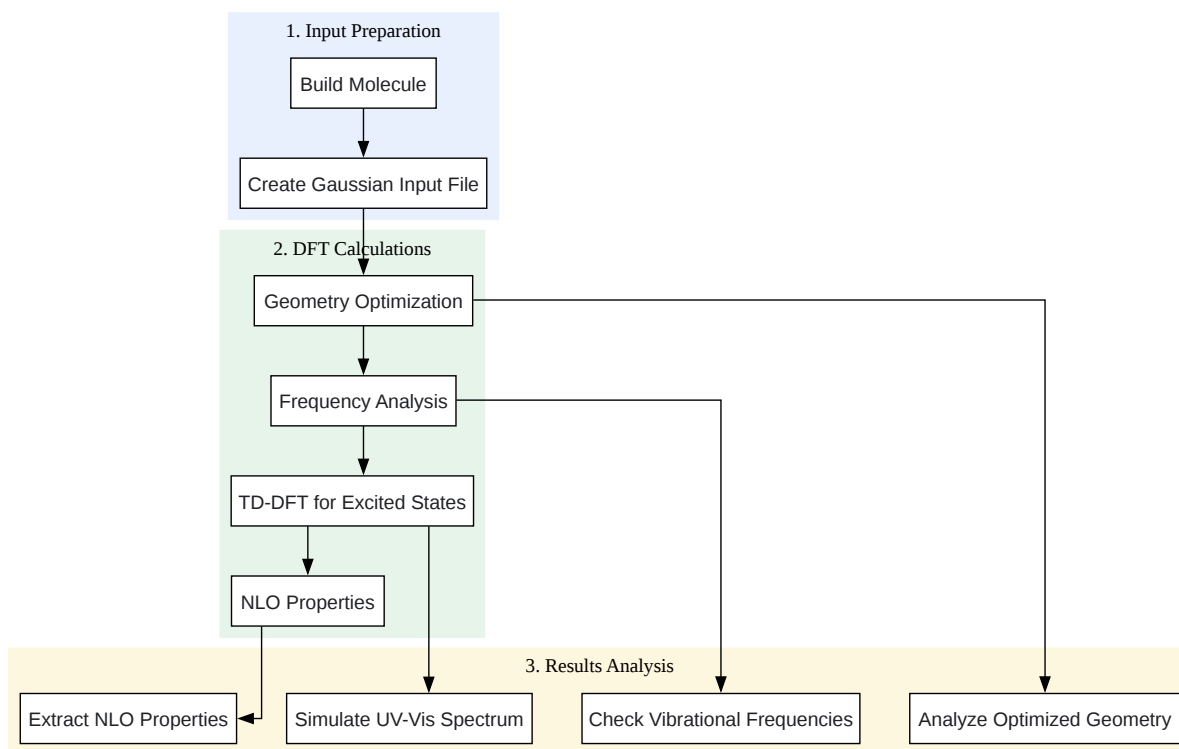 1. Input Preparation
Build Molecule
Create Gaussian Input File
2. DFT Calculations
Geometry Optimization
Frequency Analysis
TD-DFT for Excited States
NLO Properties
3. Results Analysis
Extract NLO Properties
Simulate UV-Vis Spectrum
Check Vibrational Frequencies
Analyze Optimized Geometry